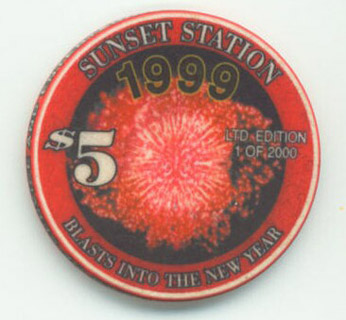 SUNSET STATION
1999
$5
LTD. EDITION
1 OF 2000
BLASTS INTO THE NEW YEAR